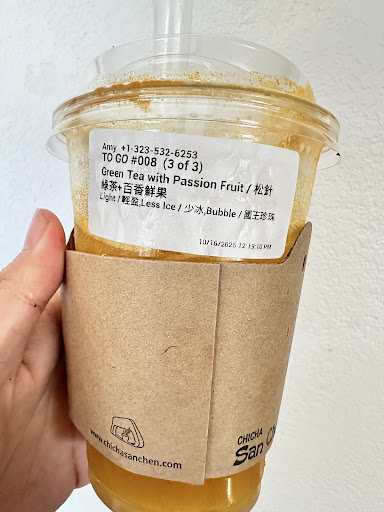 Amy +1-323-532-6253
TO GO #008 (3 of 3)
Green Tea with Passion Fruit / 松針
綠茶+百香鮮果
Light / 輕盈,Less Ice / 少冰,Bubble / 國王珍珠
10/16/2025 12:19:10 PM
www.chichasanchen.com
CHICHA
San